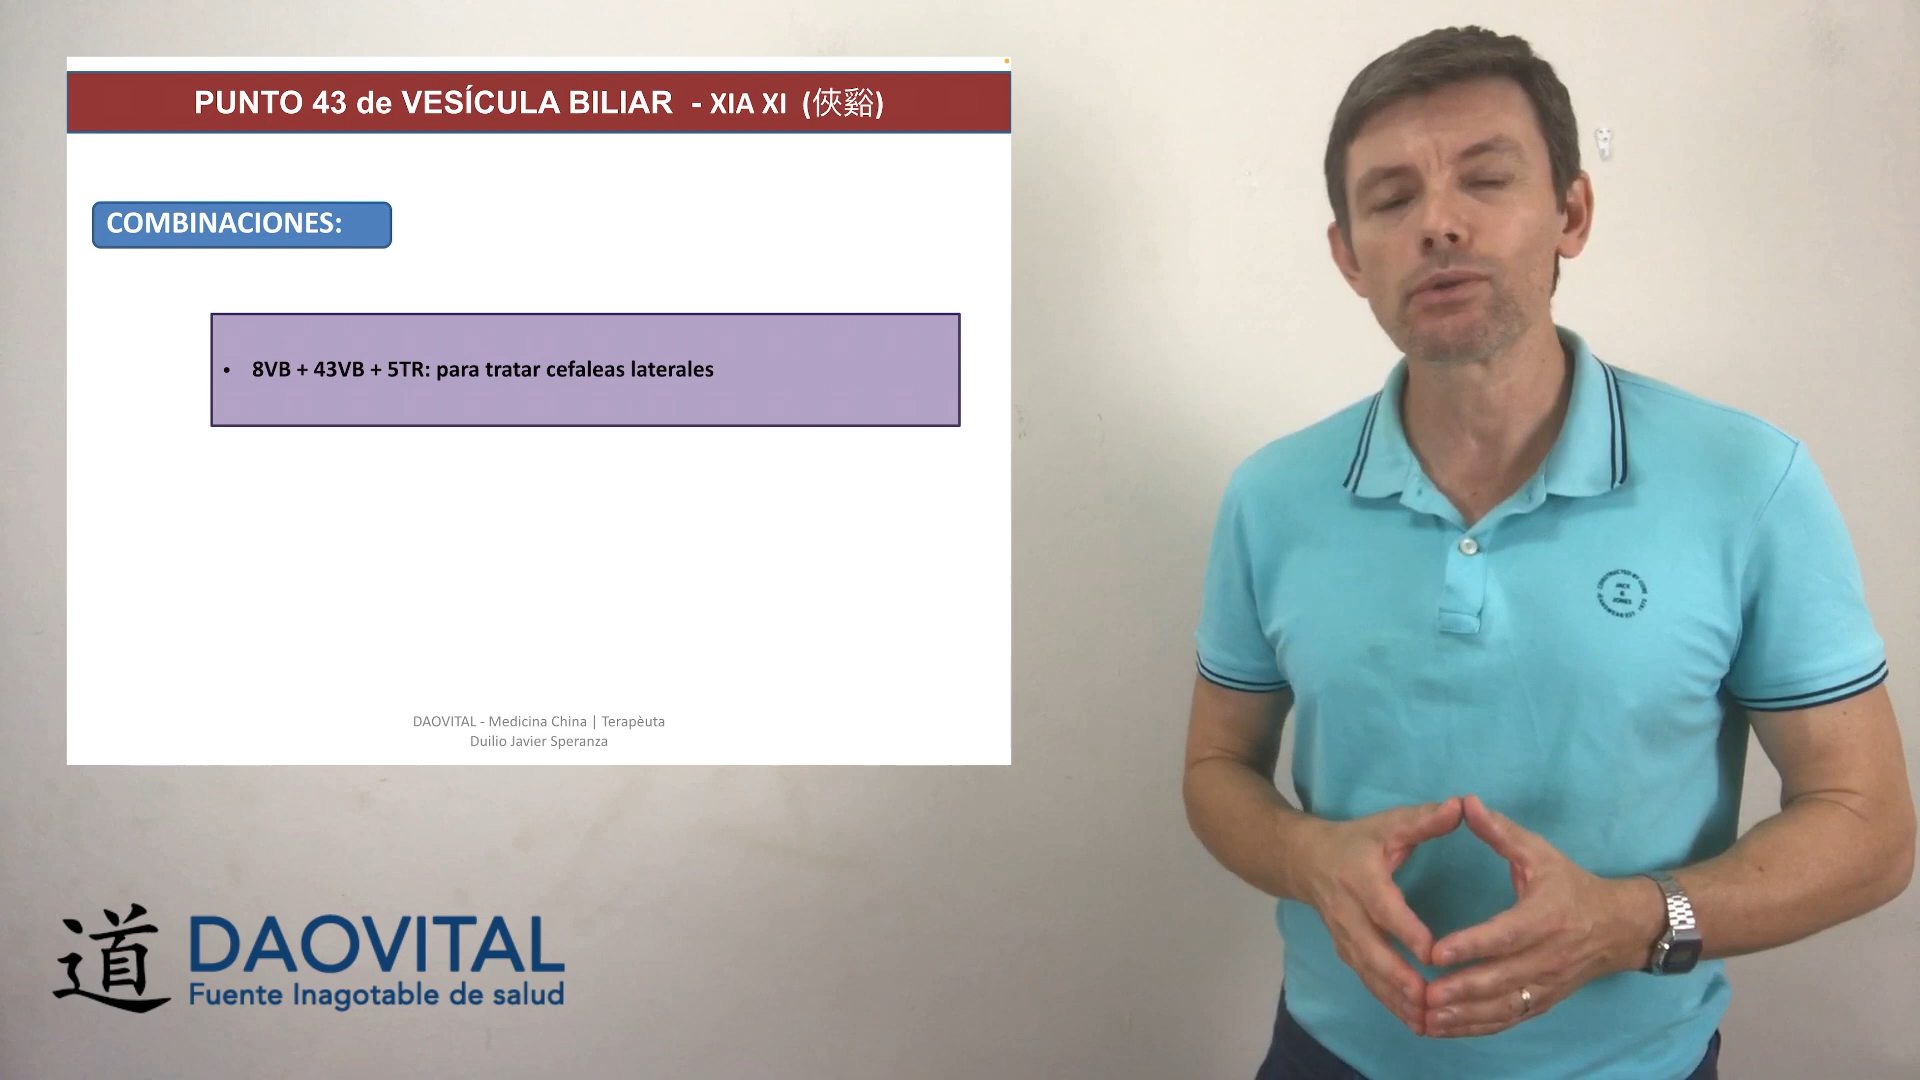 PUNTO 43 de VESÍCULA BILIAR - XIA XI (俠谿)
COMBINACIONES:
• 8VB + 43VB + 5TR: para tratar cefaleas laterales
DAOVITAL - Medicina China | Terapèuta
Duilio Javier Speranza
道 DAOVITAL
Fuente Inagotable de salud